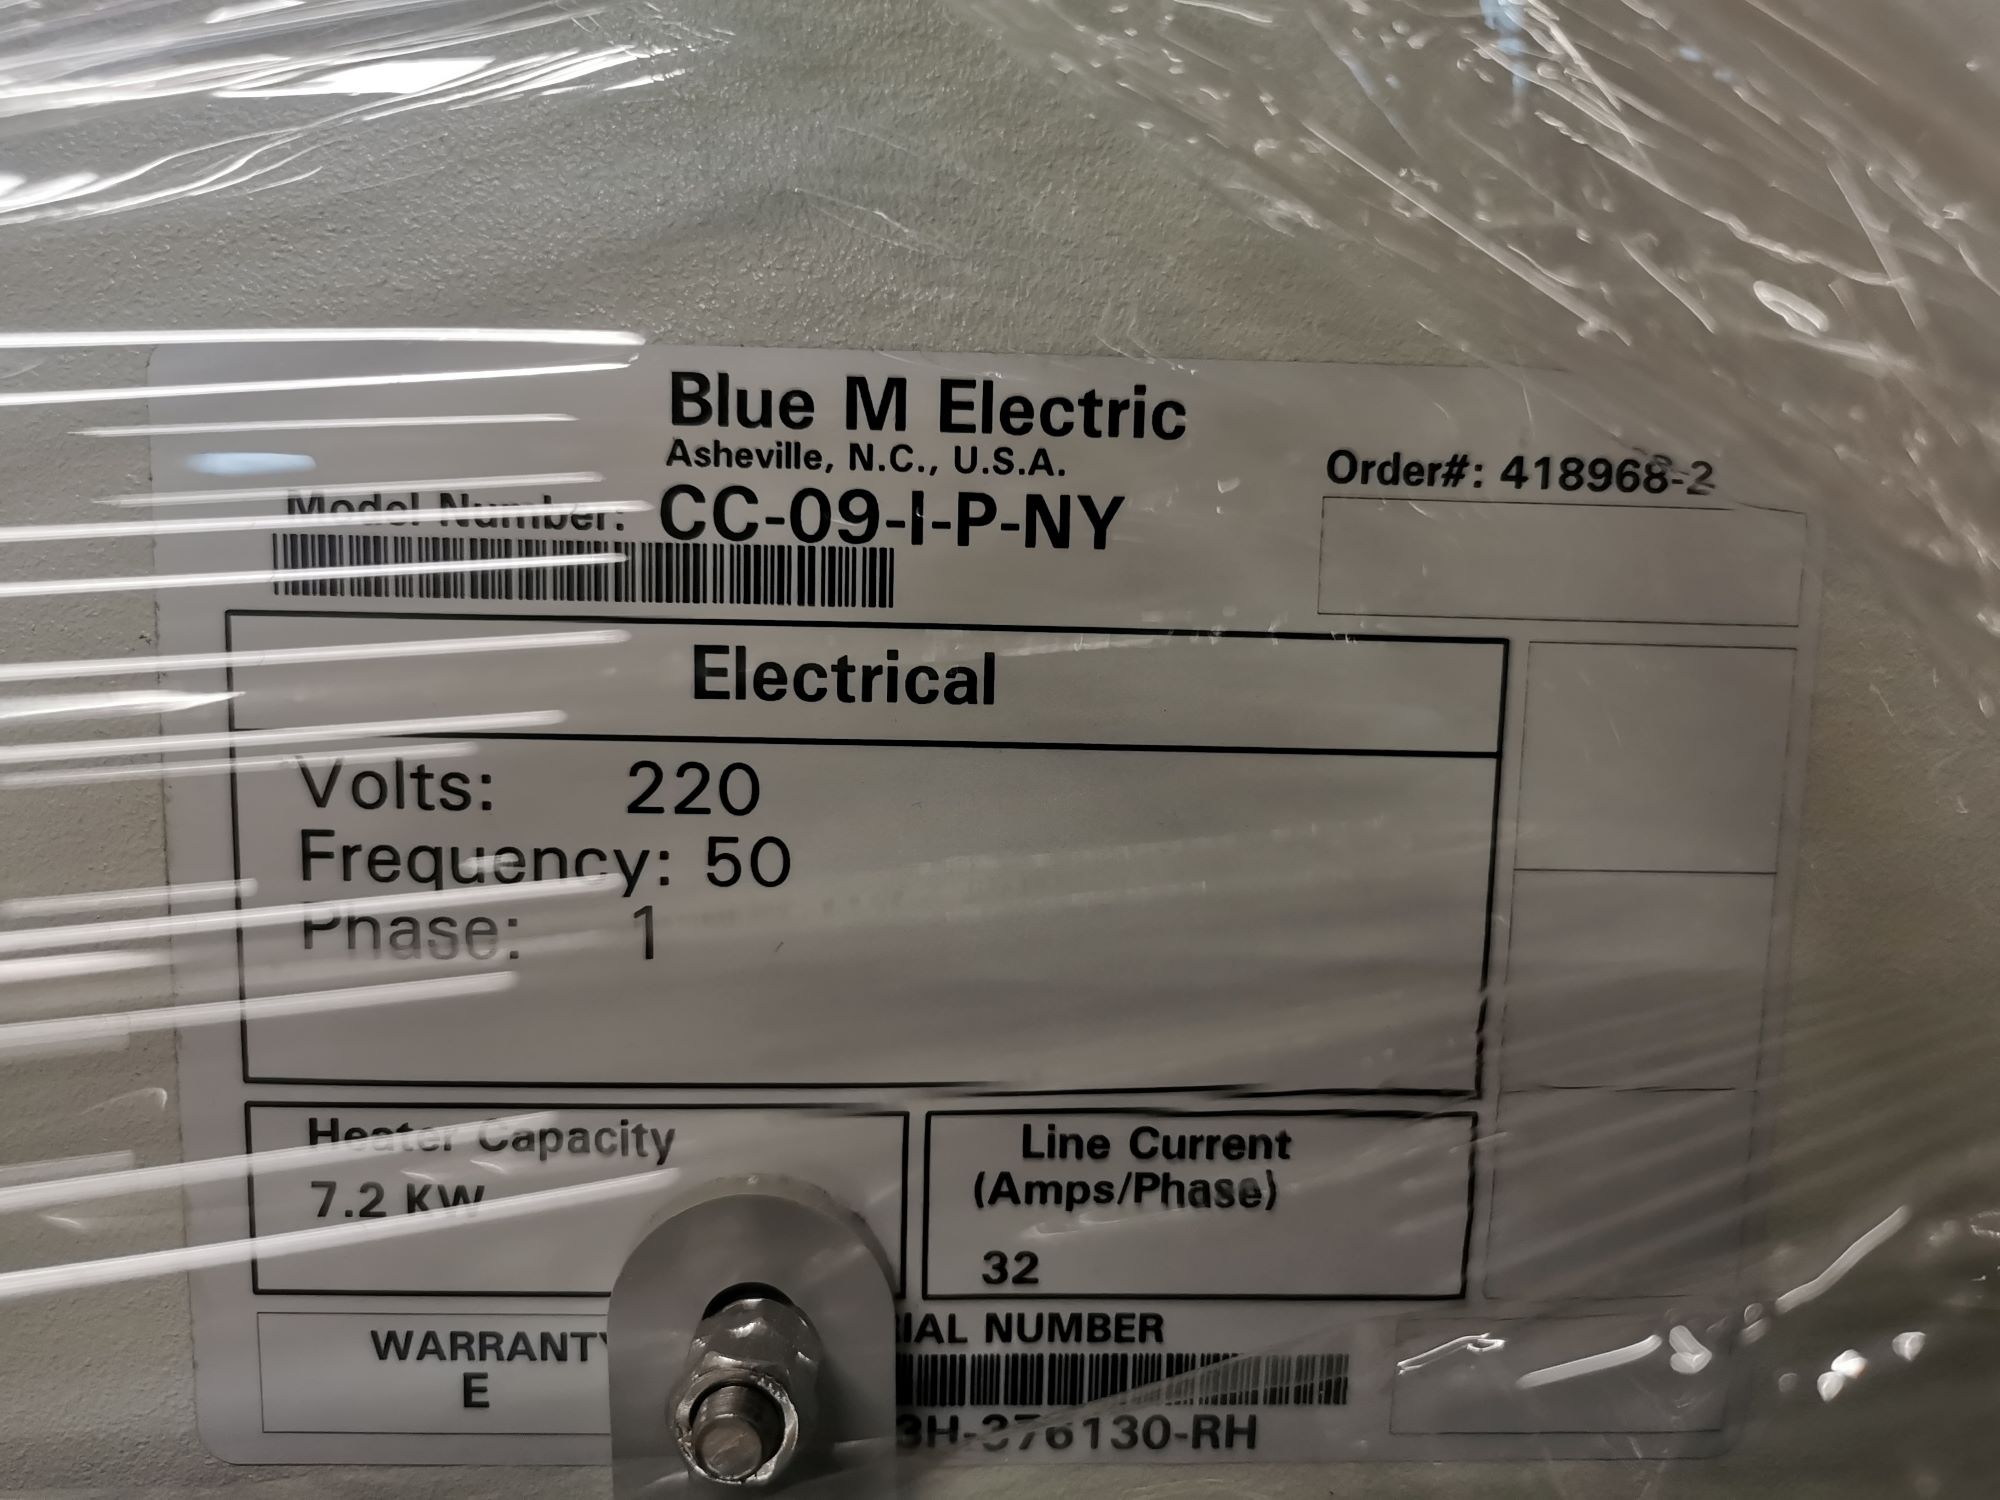 Blue M Electric
Asheville, N.C., U.S.A.
Order#: 418968-2
Model Number: CC-09-I-P-NY
Electrical
Volts: 220
Frequency: 50
Phase: 1
Heater Capacity
7.2 KW
Line Current
(Amps/Phase)
32
WARRANTY
E
IAL NUMBER
3H-376130-RH